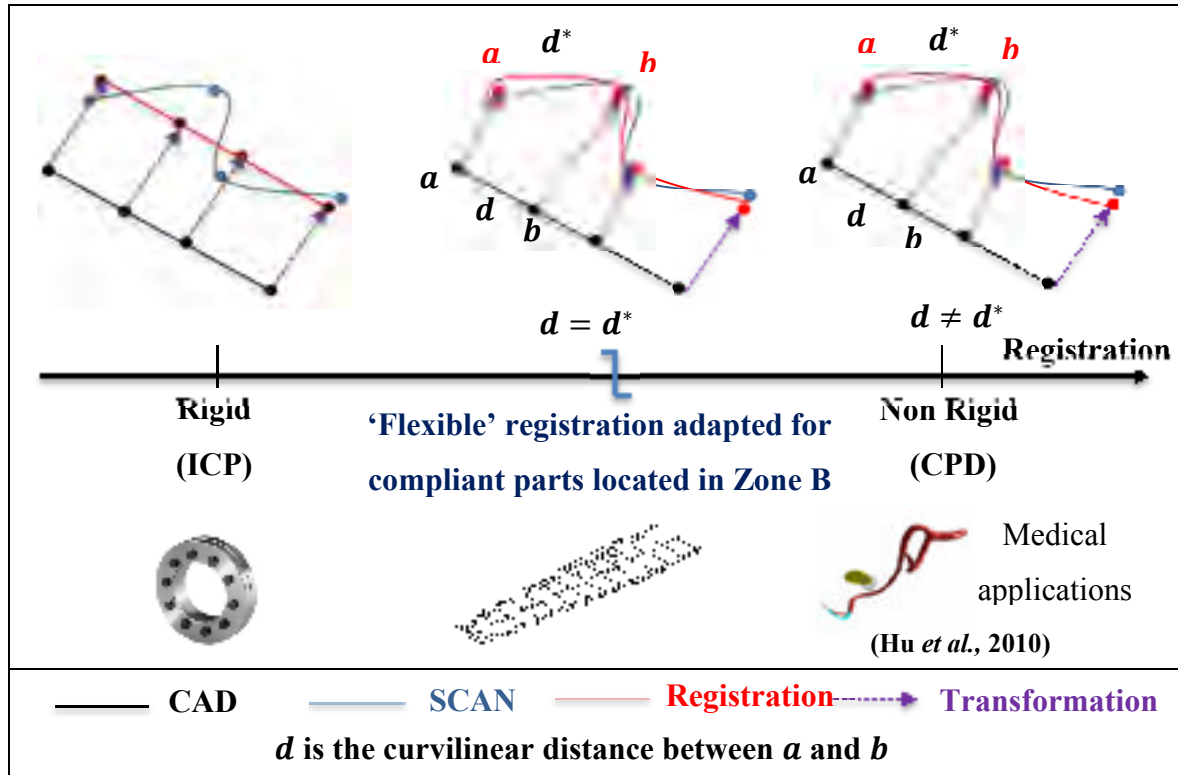 a d* b
a d* b
a
d
b
a
d
b
d = d*
d ≠ d*
Registration
Rigid
(ICP)
'Flexible' registration adapted for
compliant parts located in Zone B
Non Rigid
(CPD)
Medical
applications
(Hu et al., 2010)
CAD
SCAN
Registration
Transformation
d is the curvilinear distance between a and b